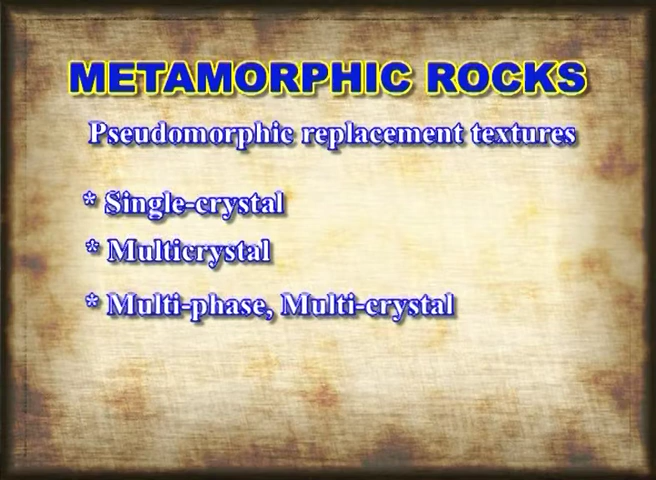 METAMORPHIC ROCKS
Pseudomorphic replacement textures
* Single-crystal
* Multicrystal
* Multi-phase, Multi-crystal